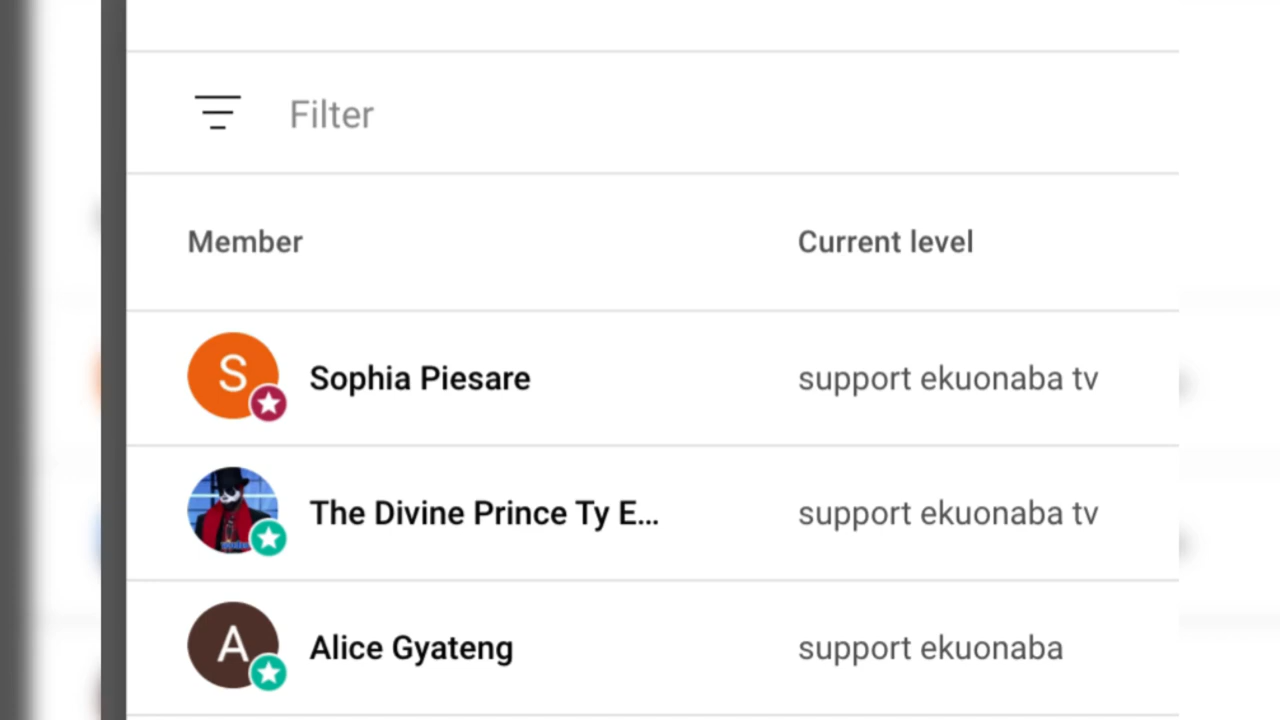 Filter
Member Current level
S Sophia Piesare support ekuonaba tv
The Divine Prince Ty E... support ekuonaba tv
A Alice Gyateng support ekuonaba